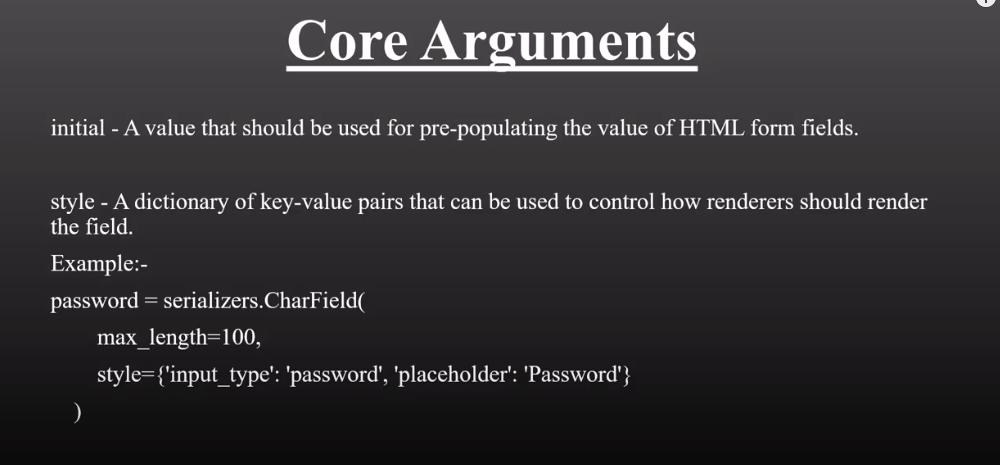 Core Arguments
initial - A value that should be used for pre-populating the value of HTML form fields.
style - A dictionary of key-value pairs that can be used to control how renderers should render
the field.
Example:-
password = serializers.CharField(
max_length=100,
style={'input_type': 'password', 'placeholder': 'Password'}
)